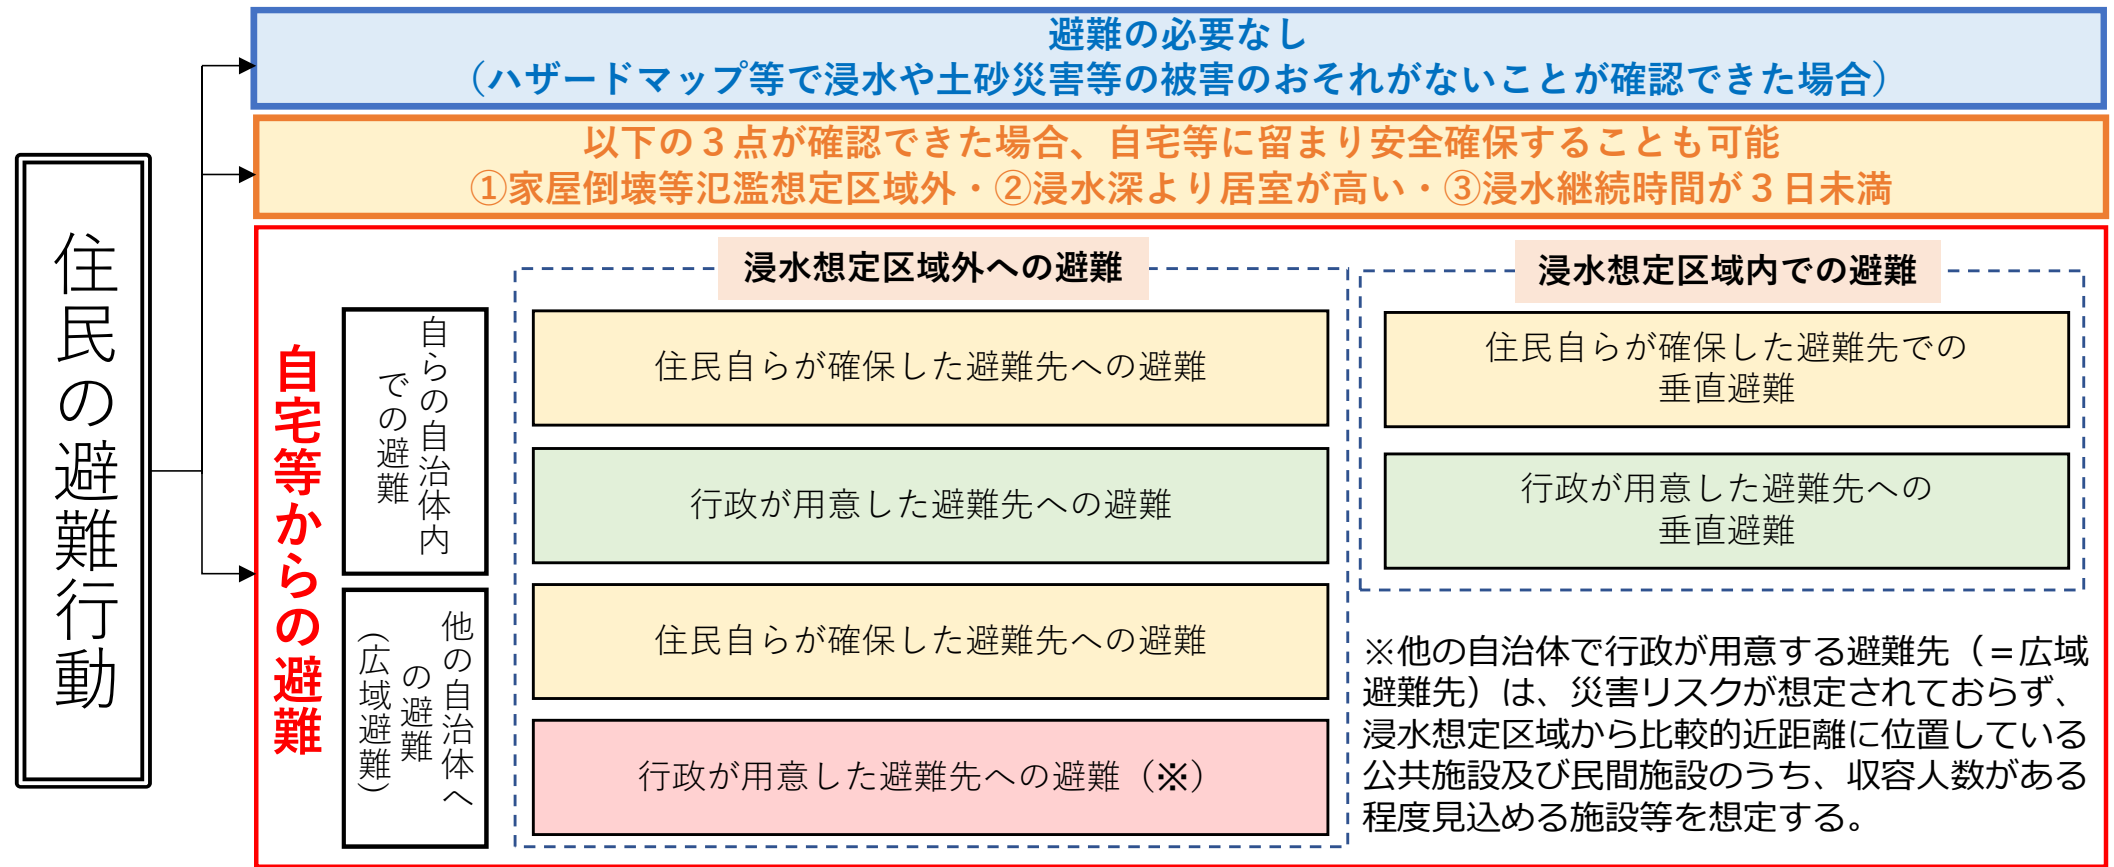 住民の避難行動
避難の必要なし
（ハザードマップ等で浸水や土砂災害等の被害のおそれがないことが確認できた場合）
以下の３点が確認できた場合、自宅等に留まり安全確保することも可能
①家屋倒壊等氾濫想定区域外・②浸水深より居室が高い・③浸水継続時間が３日未満
自宅等からの避難
自らの自治体内
での避難
他の自治体へ
の避難
（広域避難）
浸水想定区域外への避難
住民自らが確保した避難先への避難
行政が用意した避難先への避難
住民自らが確保した避難先への避難
行政が用意した避難先への避難（※）
浸水想定区域内での避難
住民自らが確保した避難先での
垂直避難
行政が用意した避難先への
垂直避難
※他の自治体で行政が用意する避難先（＝広域
避難先）は、災害リスクが想定されておらず、
浸水想定区域から比較的近距離に位置している
公共施設及び民間施設のうち、収容人数がある
程度見込める施設等を想定する。